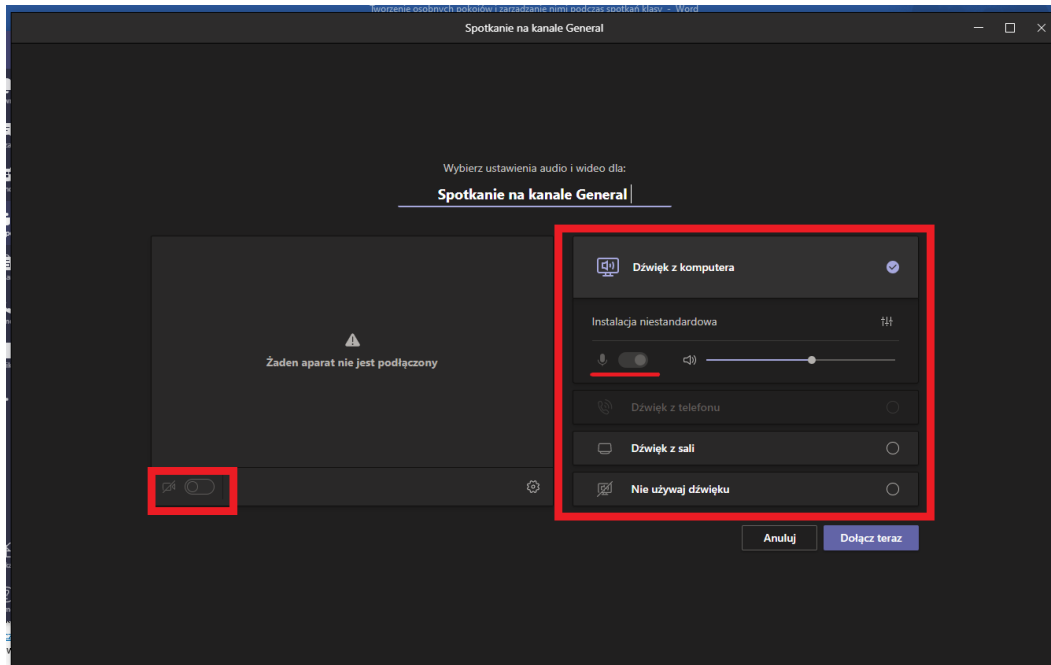 Tworzenie osobnych pokojów i zarządzanie nimi podczas spotkań klasy - Word
Spotkanie na kanale General
Wybierz ustawienia audio i wideo dla:
Spotkanie na kanale General
Dźwięk z komputera
Instalacja niestandardowa
Żaden aparat nie jest podłączony
Dźwięk z telefonu
Dźwięk z sali
Nie używaj dźwięku
Anuluj
Dołącz teraz